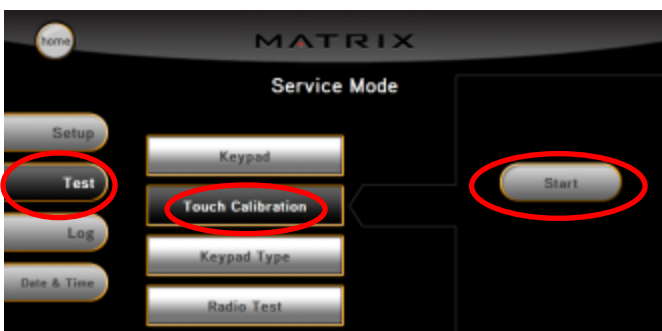 home
MATRIX
Service Mode
Setup
Test
Log
Date & Time
Keypad
Touch Calibration
Keypad Type
Radio Test
Start